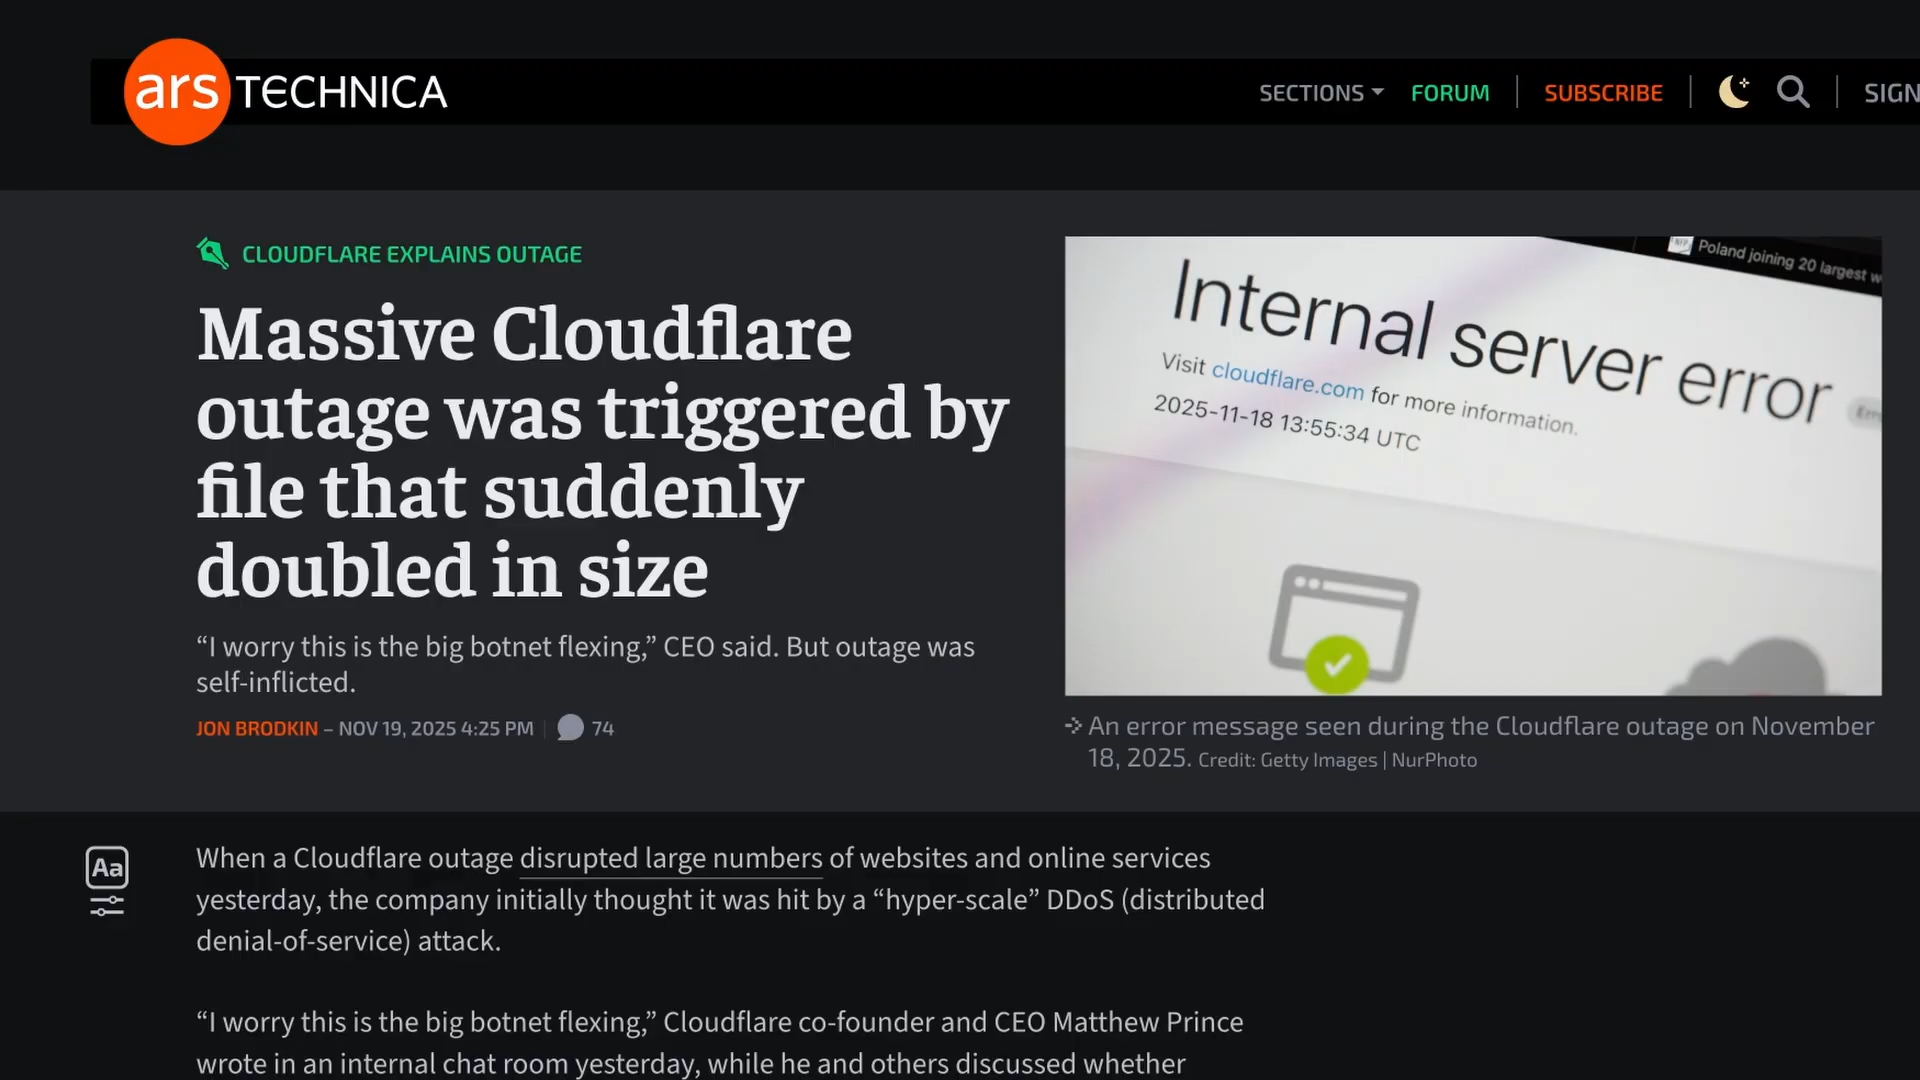 ars TECHNICA
SECTIONS FORUM SUBSCRIBE SIGN
CLOUDFLARE EXPLAINS OUTAGE
Massive Cloudflare
outage was triggered by
file that suddenly
doubled in size
“I worry this is the big botnet flexing,” CEO said. But outage was
self-inflicted.
JON BRODKIN – NOV 19, 2025 4:25 PM 74
Poland joining 20 largest
Internal server error
Visit cloudflare.com for more information.
2025-11-18 13:55:34 UTC
An error message seen during the Cloudflare outage on November
18, 2025. Credit: Getty Images | NurPhoto
Aa
When a Cloudflare outage disrupted large numbers of websites and online services
yesterday, the company initially thought it was hit by a “hyper-scale” DDoS (distributed
denial-of-service) attack.
“I worry this is the big botnet flexing,” Cloudflare co-founder and CEO Matthew Prince
wrote in an internal chat room yesterday, while he and others discussed whether